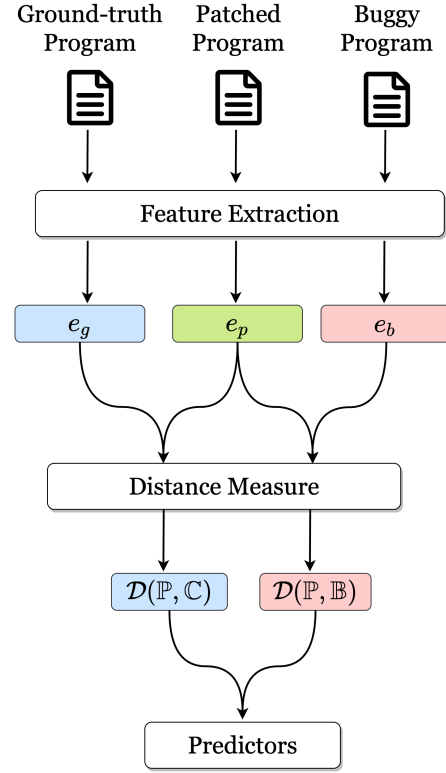 Ground-truth Program
Patched Program
Buggy Program
Feature Extraction
e_g
e_p
e_b
Distance Measure
𝒟(ℙ, ℂ)
𝒟(ℙ, 𝔹)
Predictors